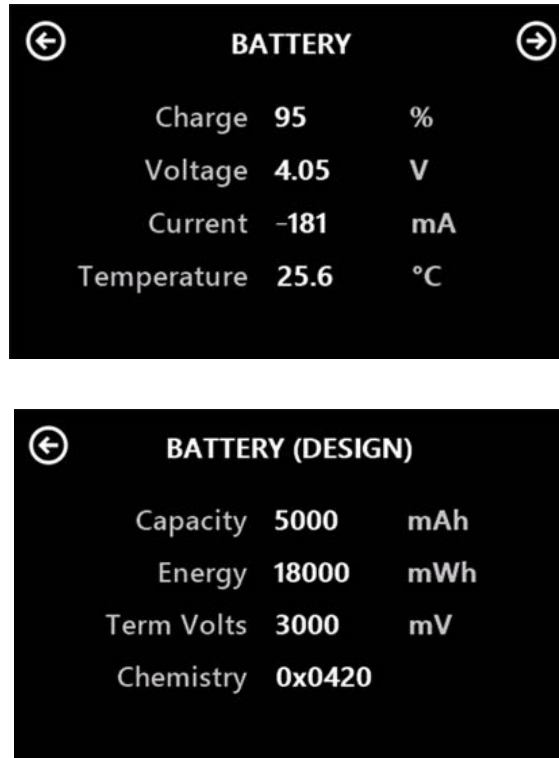 BATTERY
Charge 95 %
Voltage 4.05 V
Current -181 mA
Temperature 25.6 °C
BATTERY (DESIGN)
Capacity 5000 mAh
Energy 18000 mWh
Term Volts 3000 mV
Chemistry 0x0420